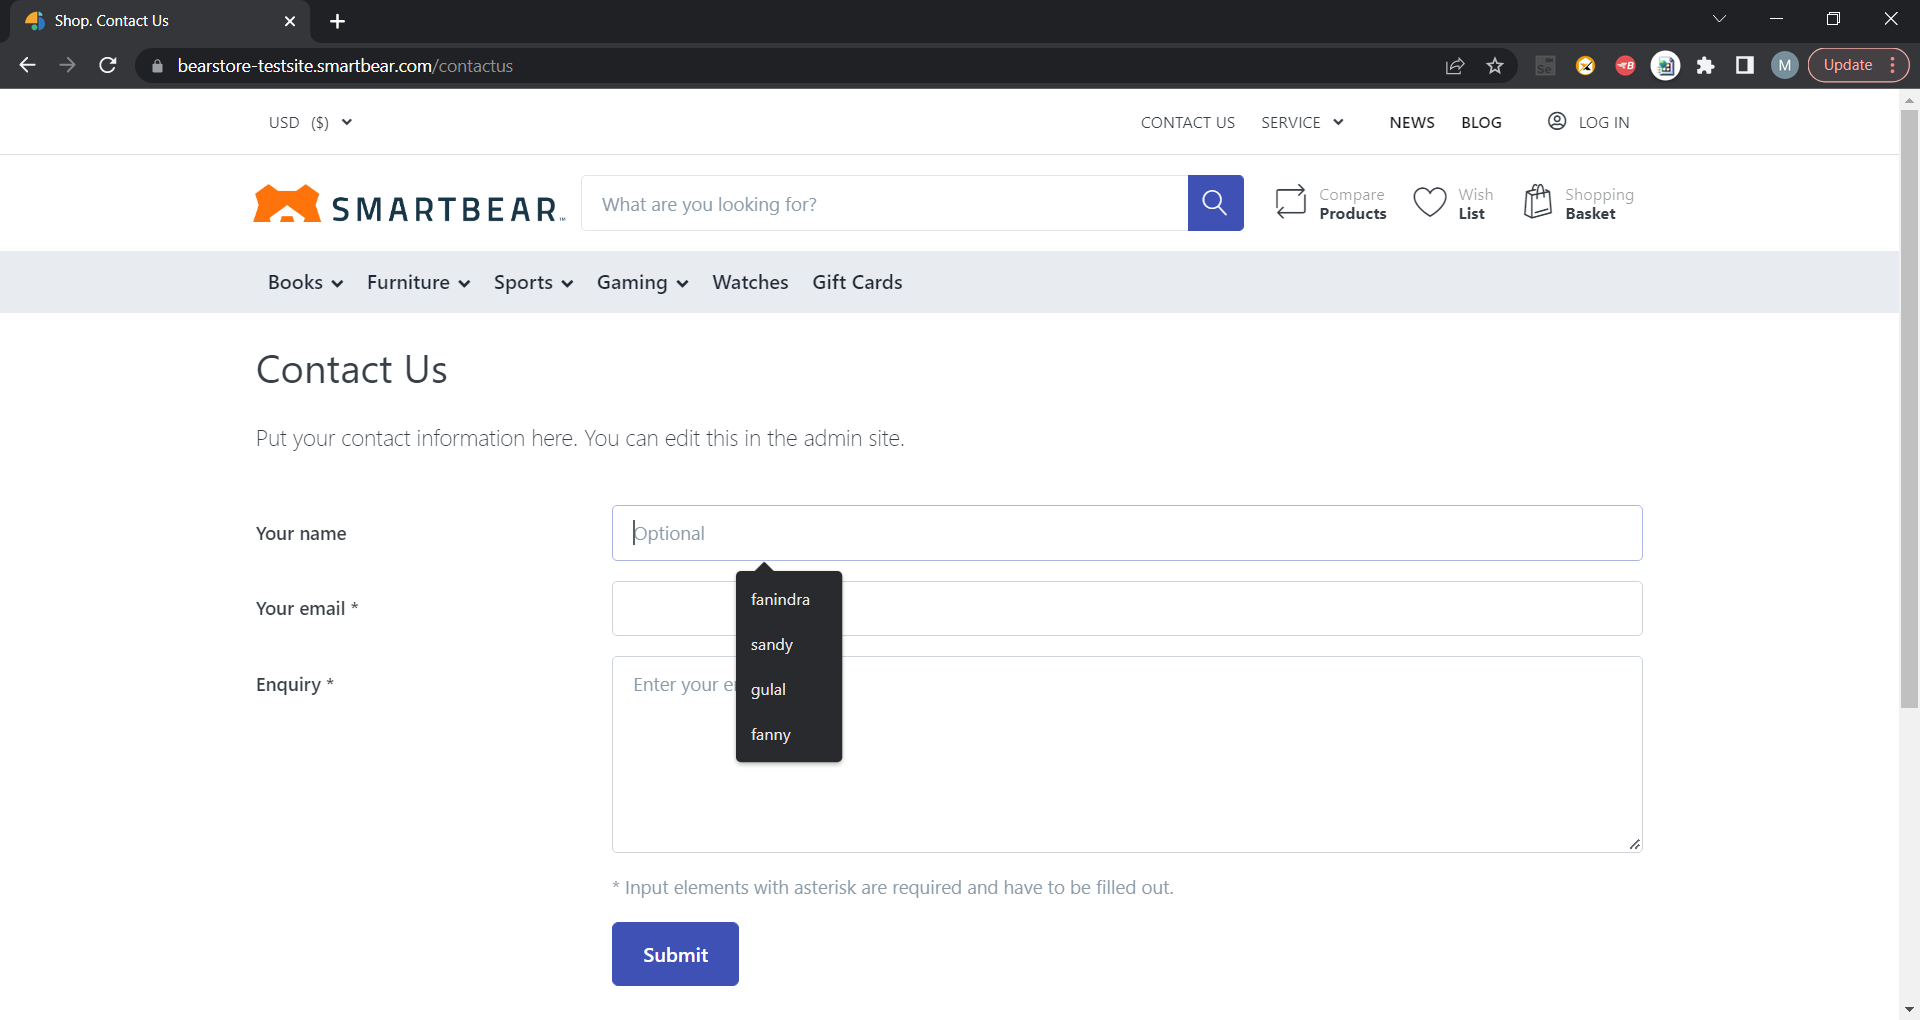 Shop. Contact Us
bearstore-testsite.smartbear.com/contactus
Se
B
M
Update
USD ($)
CONTACT US SERVICE NEWS BLOG LOG IN
SMARTBEAR™
What are you looking for?
Compare
Products
Wish
List
Shopping
Basket
Books Furniture Sports Gaming Watches Gift Cards
Contact Us
Put your contact information here. You can edit this in the admin site.
Your name
Optional
Your email *
fanindra
sandy
gulal
fanny
Enquiry *
Enter your e
* Input elements with asterisk are required and have to be filled out.
Submit